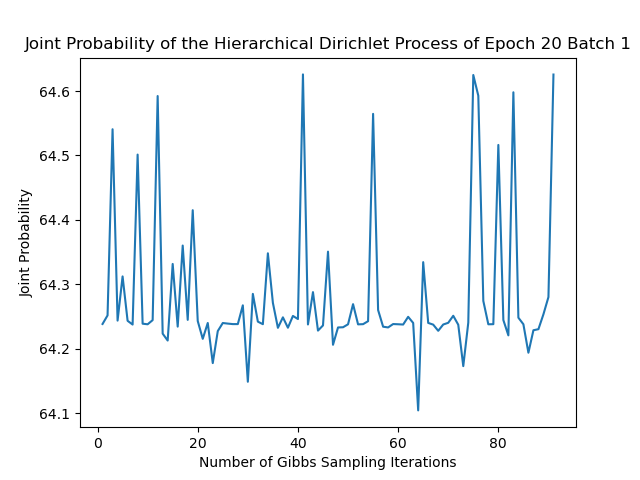 Joint Probability of the Hierarchical Dirichlet Process of Epoch 20 Batch 1
64.6
64.5
64.4
64.3
64.2
64.1
Joint Probability
0 20 40 60 80
Number of Gibbs Sampling Iterations